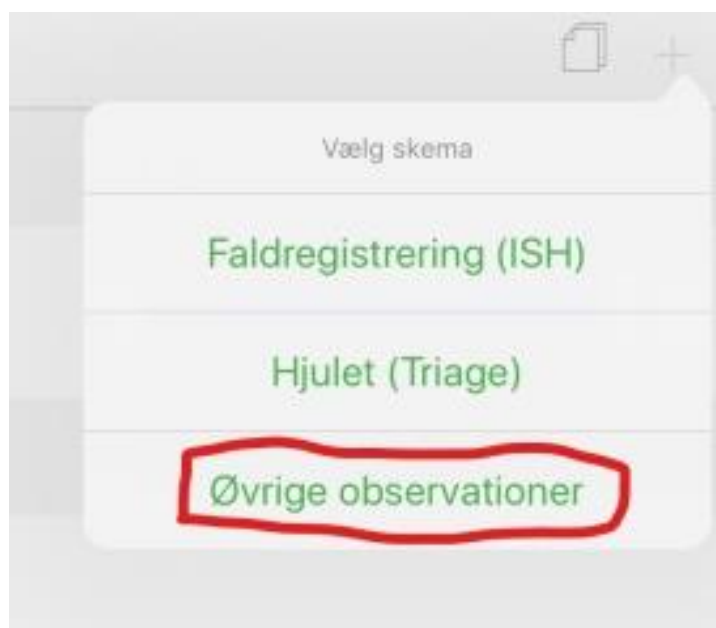 Vælg skema
Faldregistrering (ISH)
Hjulet (Triage)
Øvrige observationer